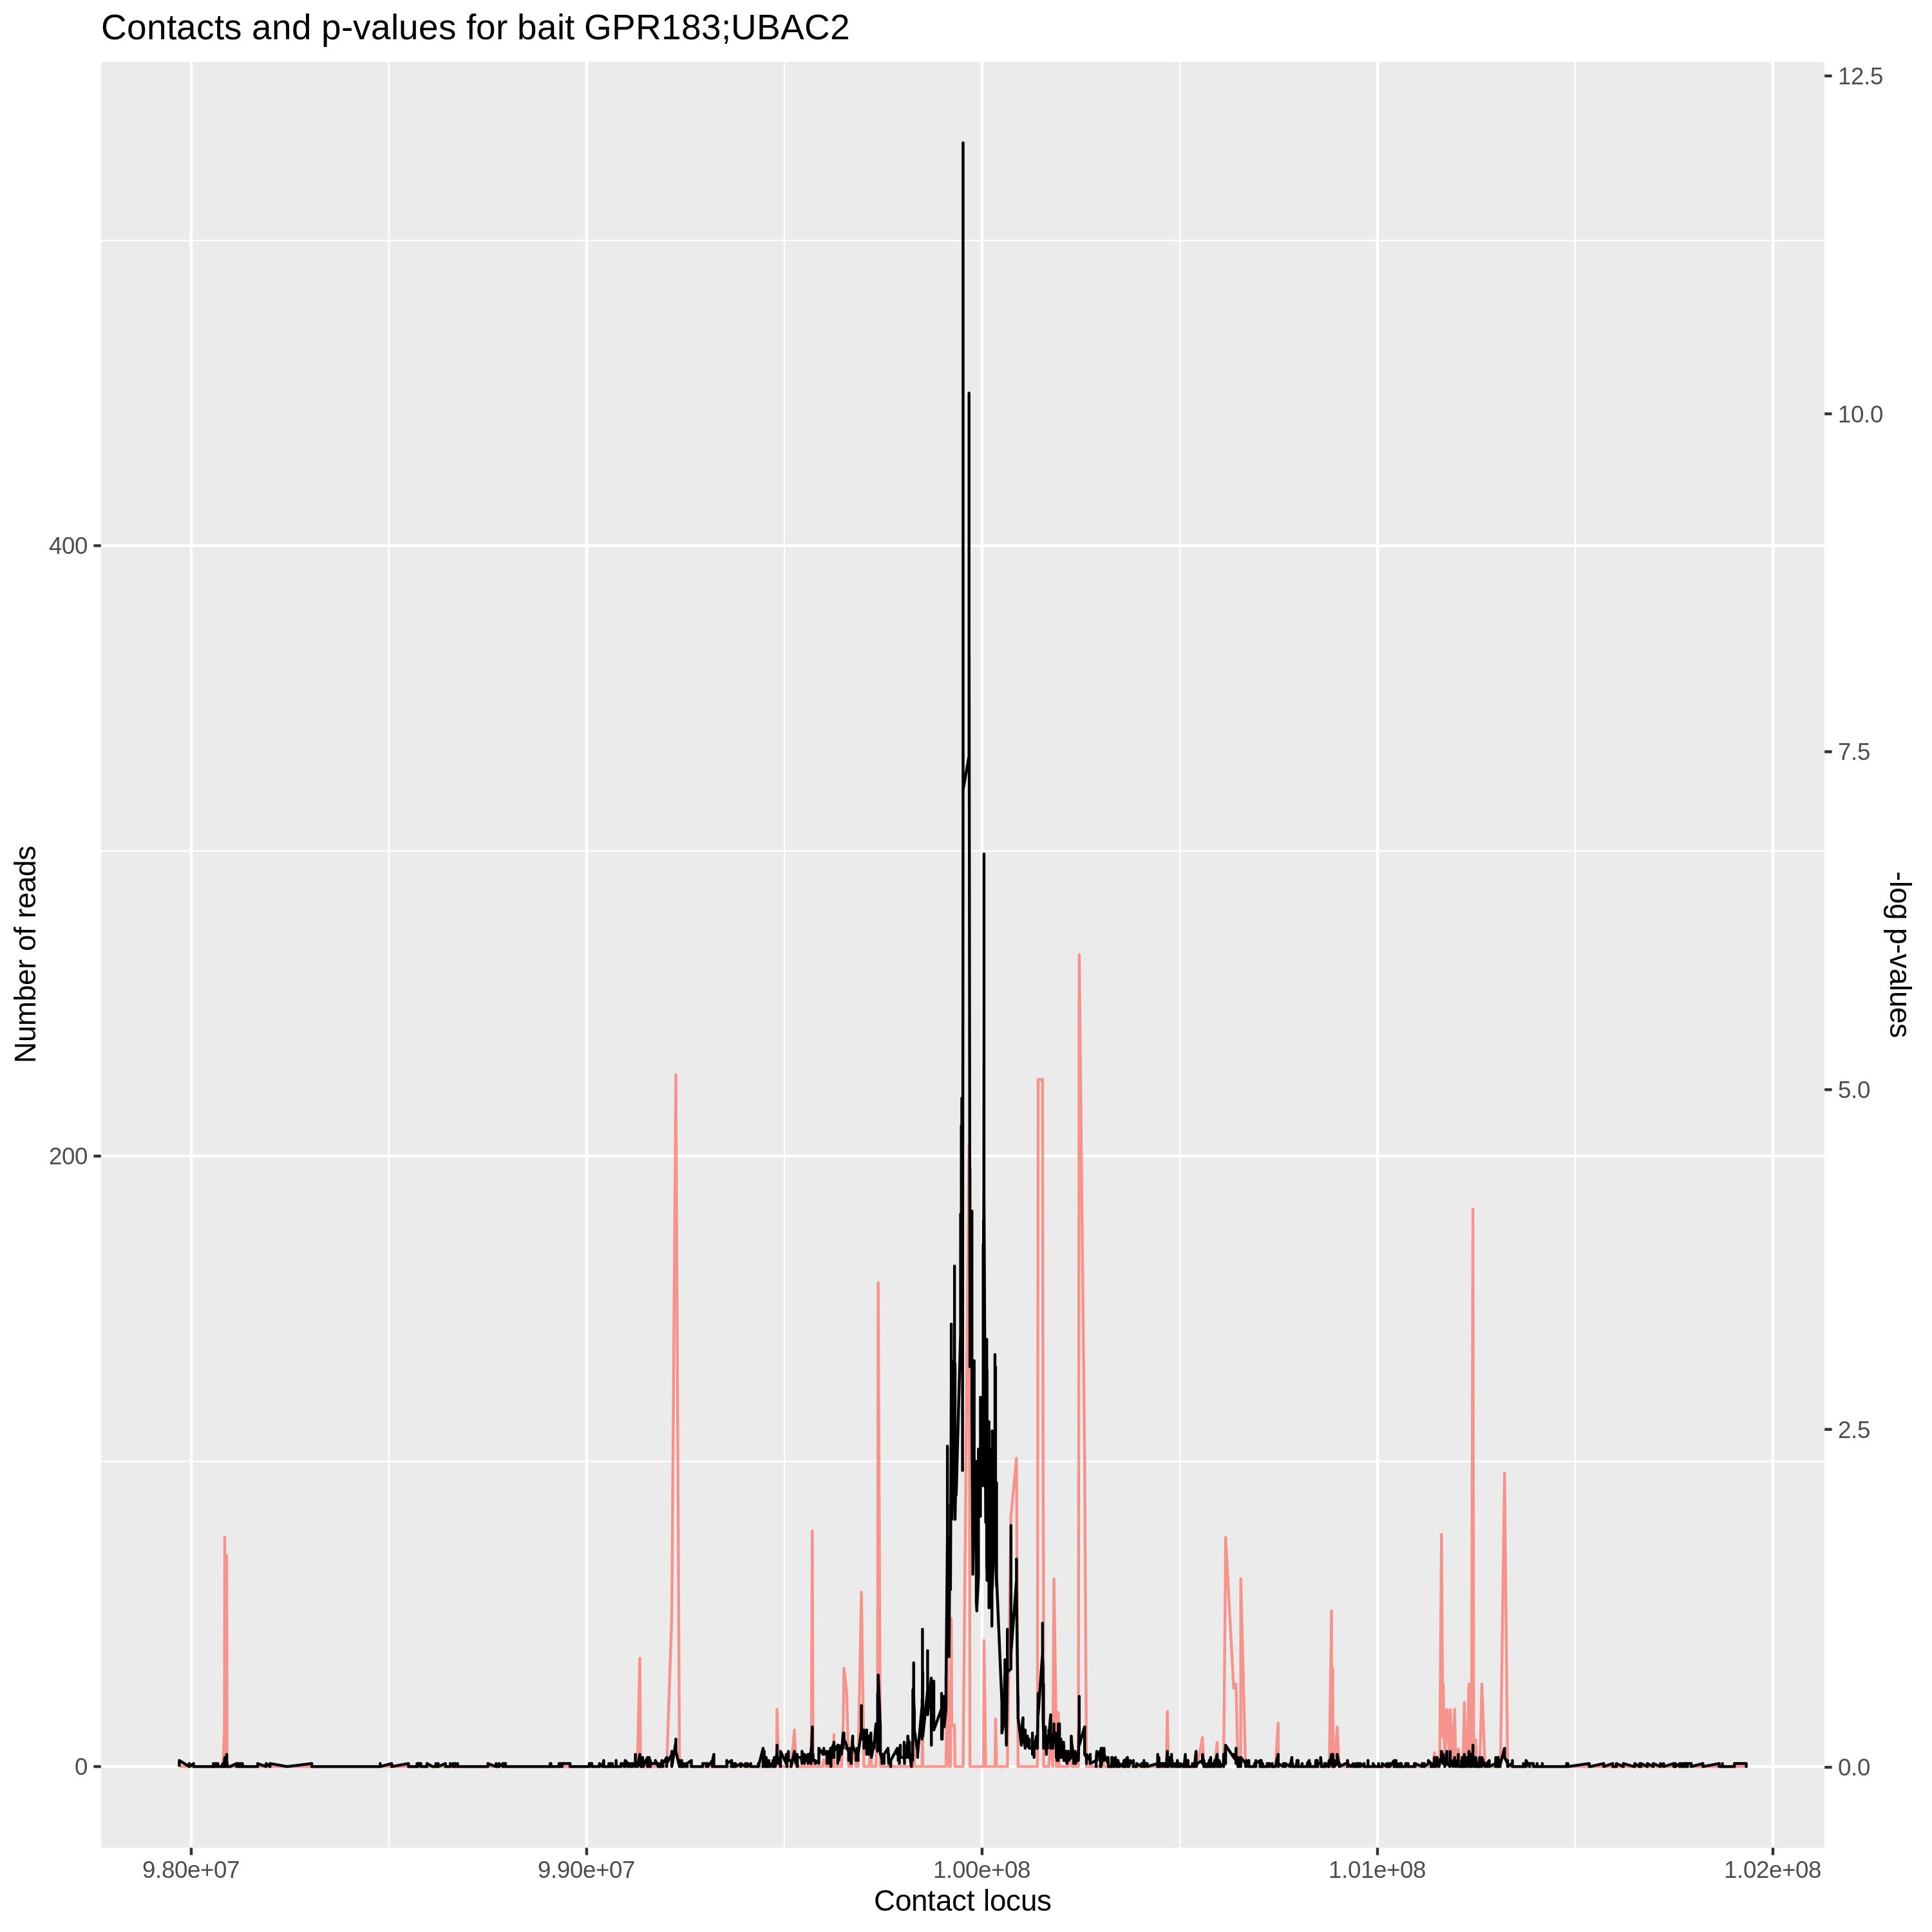 Contacts and p-values for bait GPR183;UBAC2
Number of reads
400
200
0
12.5
10.0
7.5
5.0
2.5
0.0
-log p-values
9.80e+07
9.90e+07
1.00e+08
1.01e+08
1.02e+08
Contact locus